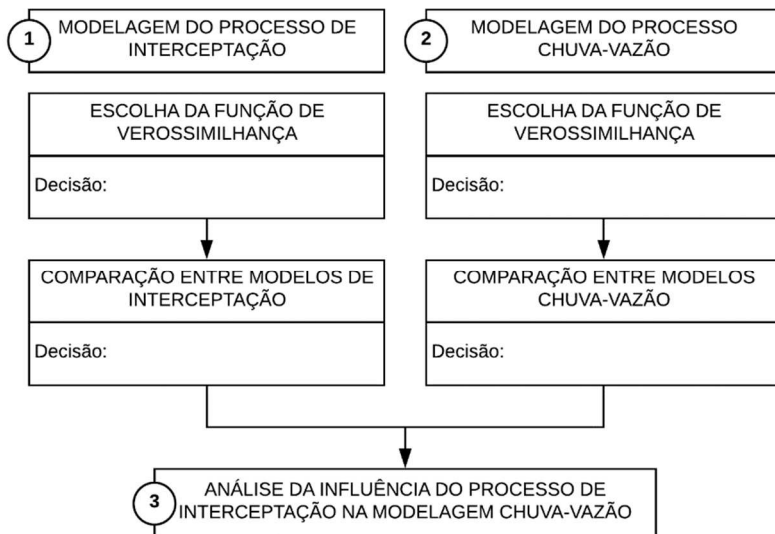 1
MODELAGEM DO PROCESSO DE
INTERCEPTAÇÃO
2
MODELAGEM DO PROCESSO
CHUVA-VAZÃO
ESCOLHA DA FUNÇÃO DE
VEROSSIMILHANÇA
Decisão:
ESCOLHA DA FUNÇÃO DE
VEROSSIMILHANÇA
Decisão:
COMPARAÇÃO ENTRE MODELOS DE
INTERCEPTAÇÃO
Decisão:
COMPARAÇÃO ENTRE MODELOS
CHUVA-VAZÃO
Decisão:
3
ANÁLISE DA INFLUÊNCIA DO PROCESSO DE
INTERCEPTAÇÃO NA MODELAGEM CHUVA-VAZÃO